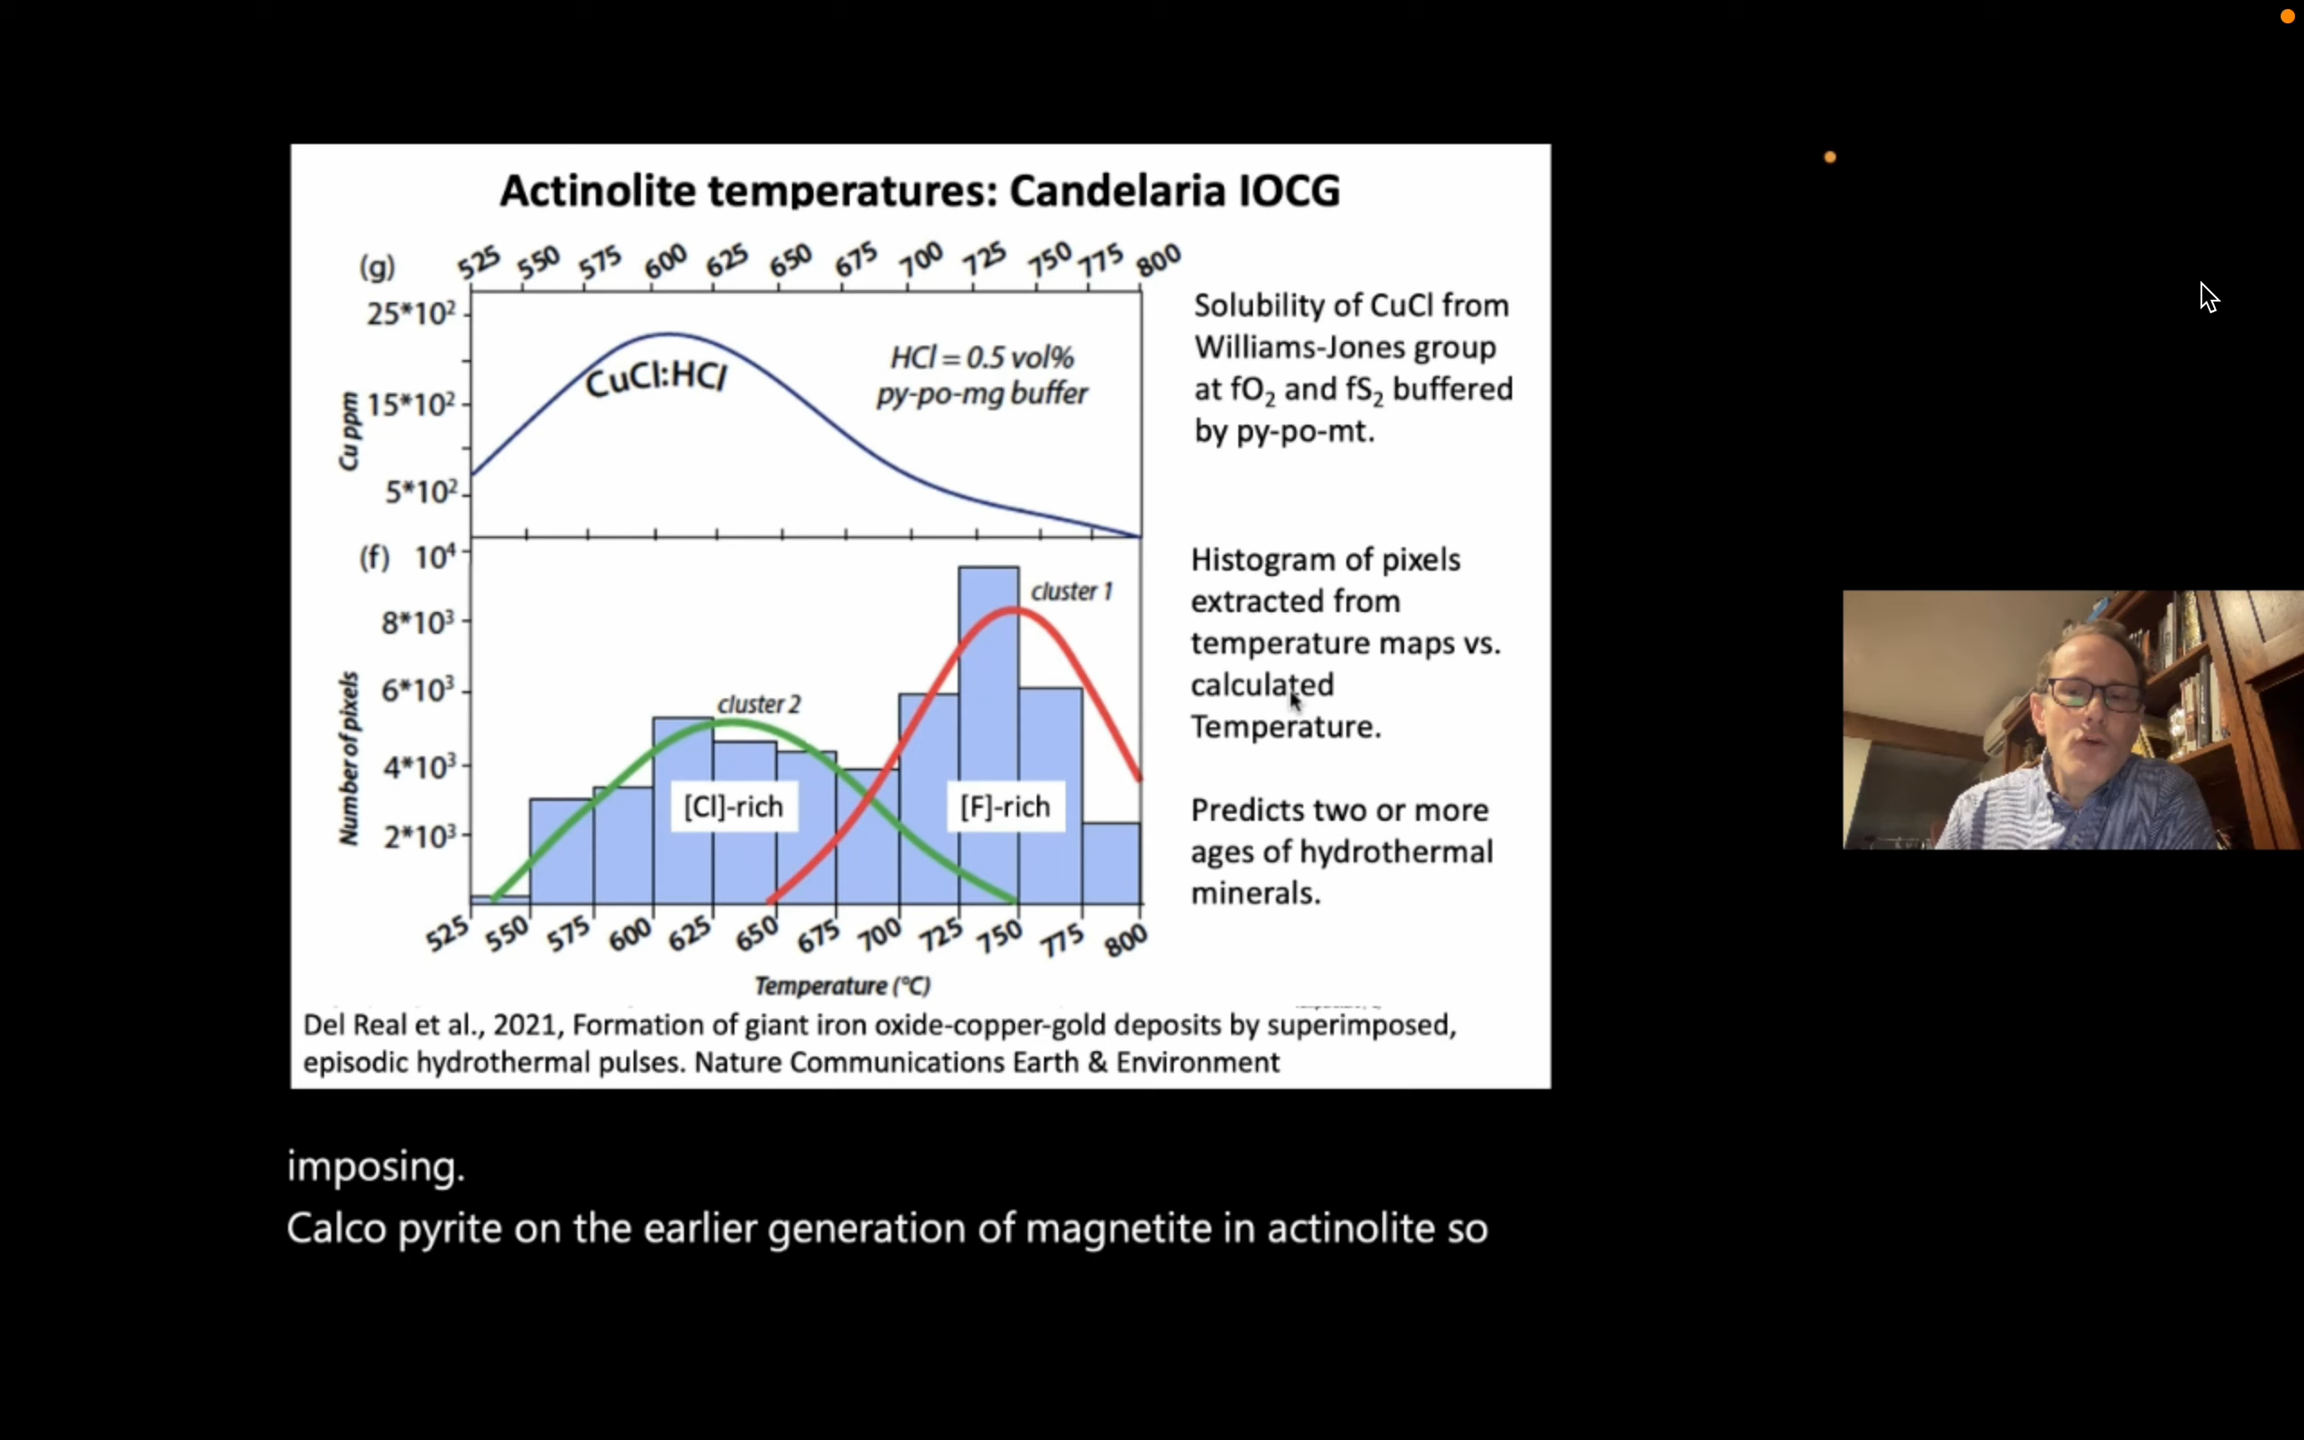 Actinolite temperatures: Candelaria IOCG
(g)
525 550 575 600 625 650 675 700 725 750 775 800
25*10²
15*10²
5*10²
Cu ppm
CuCl:HCl
HCl = 0.5 vol%
py-po-mg buffer
Solubility of CuCl from
Williams-Jones group
at fO₂ and fS₂ buffered
by py-po-mt.
(f)
10⁴
8*10³
6*10³
4*10³
2*10³
Number of pixels
cluster 1
cluster 2
[Cl]-rich
[F]-rich
525 550 575 600 625 650 675 700 725 750 775 800
Temperature (°C)
Histogram of pixels
extracted from
temperature maps vs.
calculated
Temperature.
Predicts two or more
ages of hydrothermal
minerals.
Del Real et al., 2021, Formation of giant iron oxide-copper-gold deposits by superimposed,
episodic hydrothermal pulses. Nature Communications Earth & Environment
imposing.
Calco pyrite on the earlier generation of magnetite in actinolite so